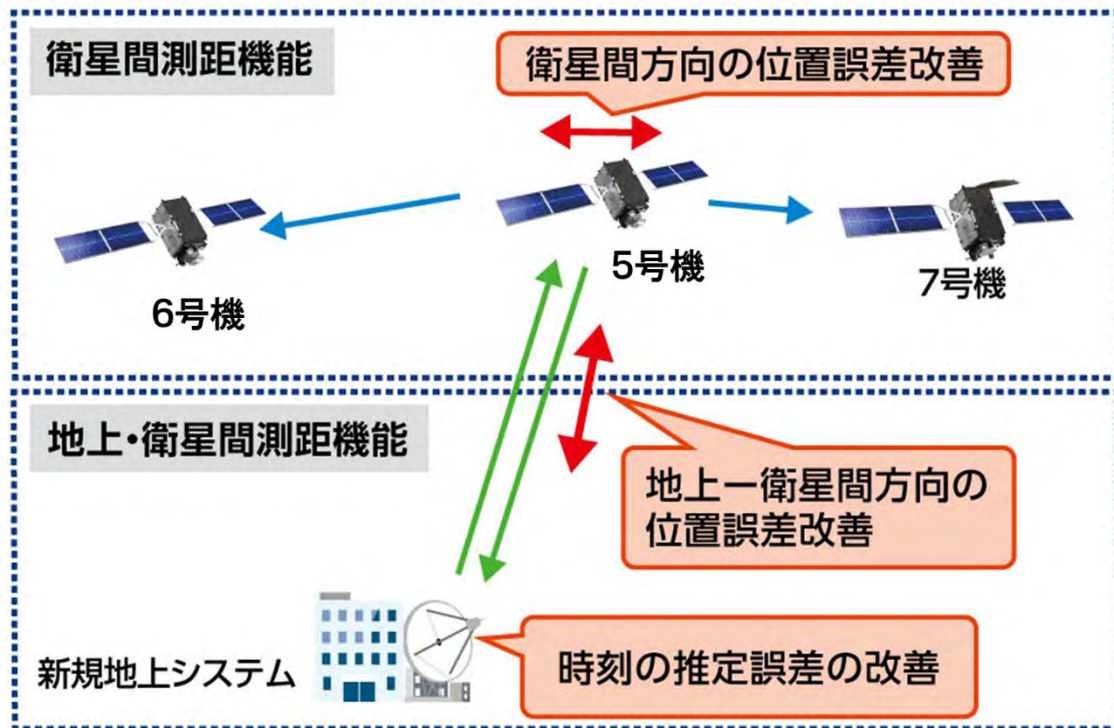 衛星間測距機能
衛星間方向の位置誤差改善
6号機
5号機
7号機
地上・衛星間測距機能
地上ー衛星間方向の
位置誤差改善
新規地上システム
時刻の推定誤差の改善